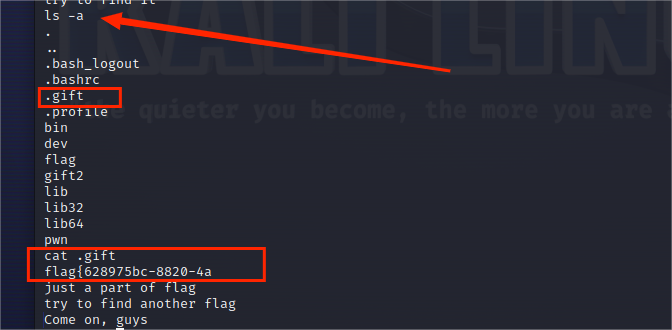 try to find it
ls -a
.
..
.bash_logout
.bashrc
.gift
.profile
bin
dev
flag
gift2
lib
lib32
lib64
pwn
cat .gift
flag{628975bc-8820-4a
just a part of flag
try to find another flag
Come on, guys
KALI LIN
the quieter you become, the more you are a